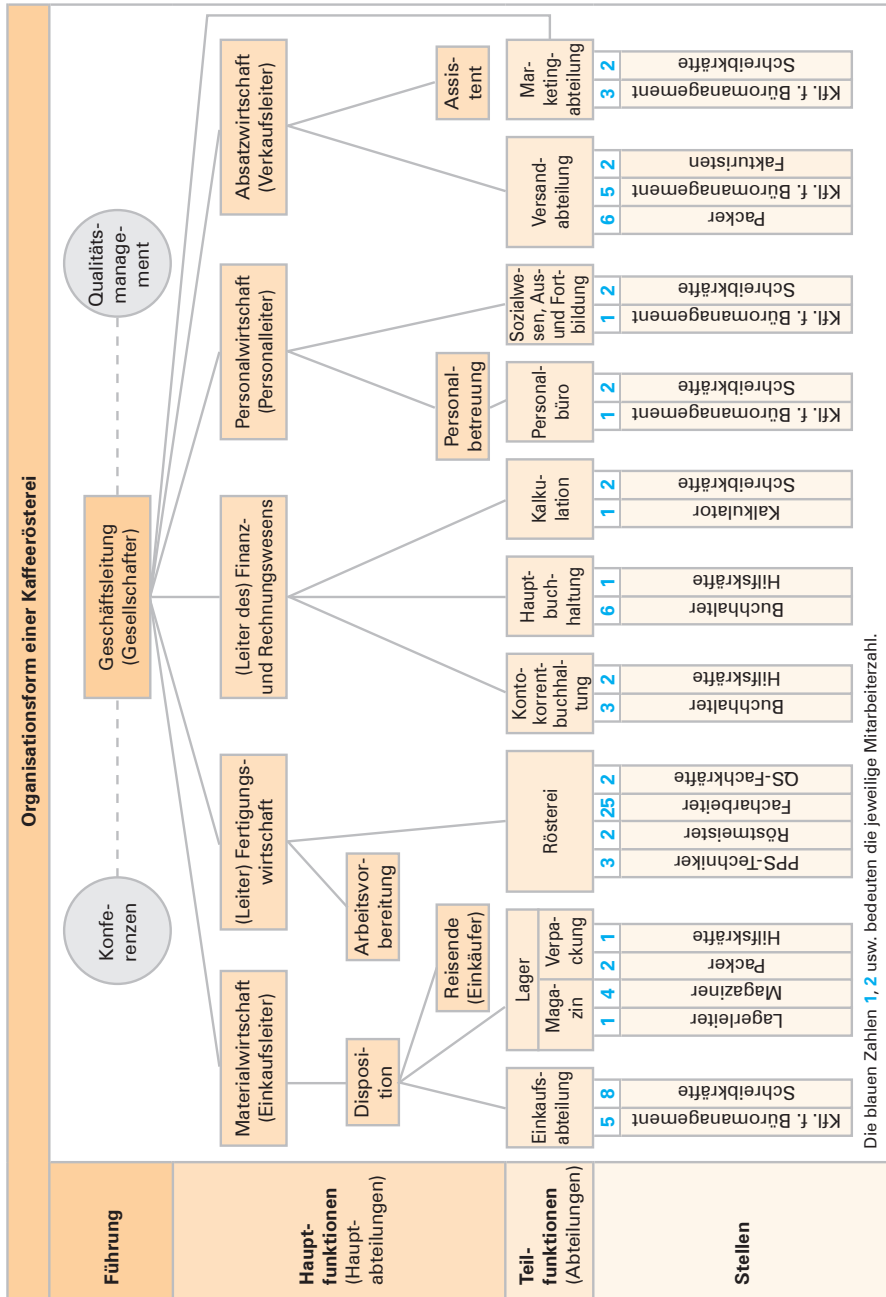 Organisationsform einer Kaffeerösterei
Führung
Konfe-
renzen
Geschäftsleitung
(Gesellschafter)
Qualitäts-
manage-
ment
Haupt-
funktionen
(Haupt-
abteilungen)
Materialwirtschaft
(Einkaufsleiter)
(Leiter) Fertigungs-
wirtschaft
(Leiter des) Finanz-
und Rechnungswesens
Personalwirtschaft
(Personalleiter)
Absatzwirtschaft
(Verkaufsleiter)
Disposi-
tion
Arbeitsvor-
bereitung
Reisende
(Einkäufer)
Personal-
betreuung
Assis-
tent
Teil-
funktionen
(Abteilungen)
Einkaufs-
abteilung
Lager
Maga-
zin
Verpa-
ckung
Rösterei
Konto-
korrent-
buchhal-
tung
Haupt-
buch-
haltung
Kalku-
lation
Personal-
büro
Sozialwe-
sen, Aus-
und Fort-
bildung
Versand-
abteilung
Mar-
keting-
abteilung
Stellen
5 Kfl. f. Büromanagement
8 Schreibkräfte
1 Lagerleiter
4 Magaziner
2 Packer
1 Hilfskräfte
3 PPS-Techniker
2 Röstmeister
25 Facharbeiter
2 QS-Fachkräfte
3 Buchhalter
2 Hilfskräfte
6 Buchhalter
1 Hilfskräfte
1 Kalkulator
2 Schreibkräfte
1 Kfl. f. Büromanagement
2 Schreibkräfte
1 Kfl. f. Büromanagement
2 Schreibkräfte
6 Packer
5 Kfl. f. Büromanagement
2 Fakturisten
3 Kfl. f. Büromanagement
2 Schreibkräfte
Die blauen Zahlen 1, 2 usw. bedeuten die jeweilige Mitarbeiterzahl.